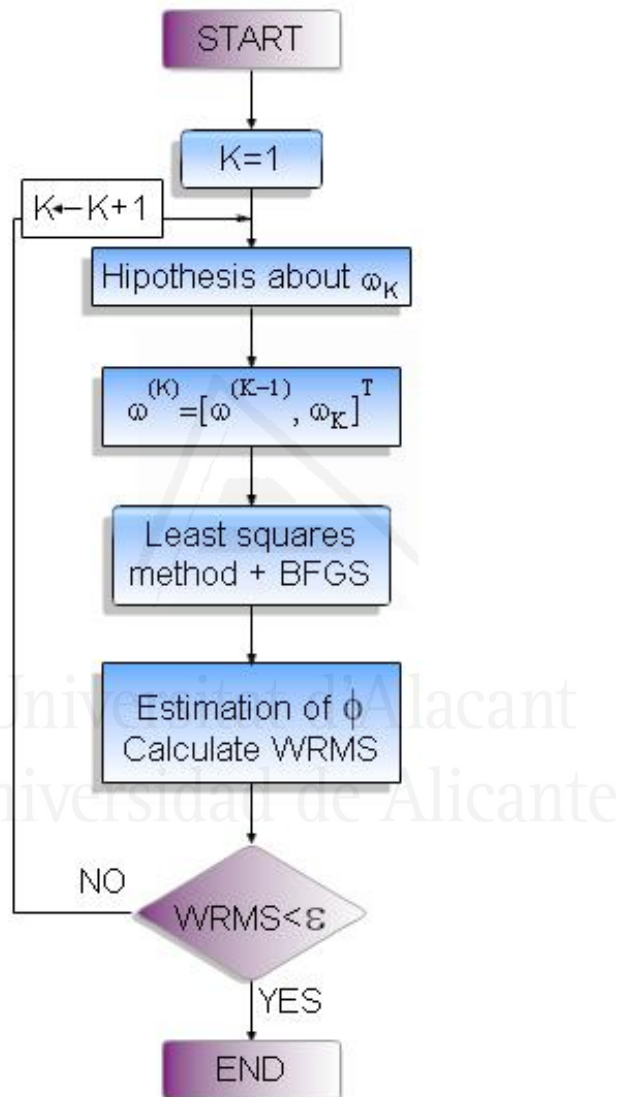 START
K=1
K←K+1
Hipothesis about ω_K
ω^(K)=[ω^(K-1), ω_K]^T
Least squares
method + BFGS
Estimation of ϕ
Calculate WRMS
Universitat d'Alacant
Universidad de Alicante
WRMS<ε
NO
YES
END